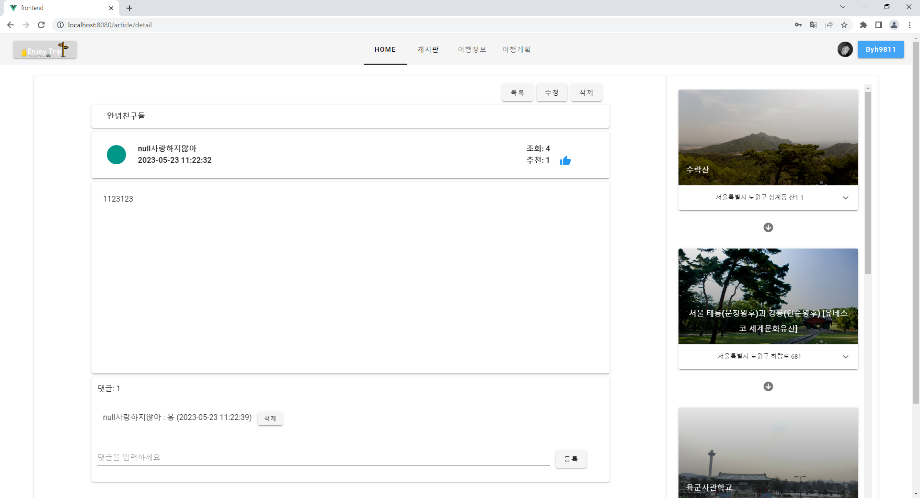 frontend
localhost:8080/article/detail
Enjoy Trip
HOME 게시판 여행정보 여행계획
Byh9811
목록 수정 삭제
안녕친구들
null사랑하지않아
2023-05-23 11:22:32
조회: 4
추천: 1
1123123
댓글: 1
null사랑하지않아 : 용 (2023-05-23 11:22:39) 삭제
댓글을 입력하세요
등록
수락산
서울특별시 노원구 상계동 산1-1
서울 태릉(문정왕후)과 강릉(인순왕후) [유네스
코 세계문화유산]
서울특별시 노원구 화랑로 681
육군사관학교